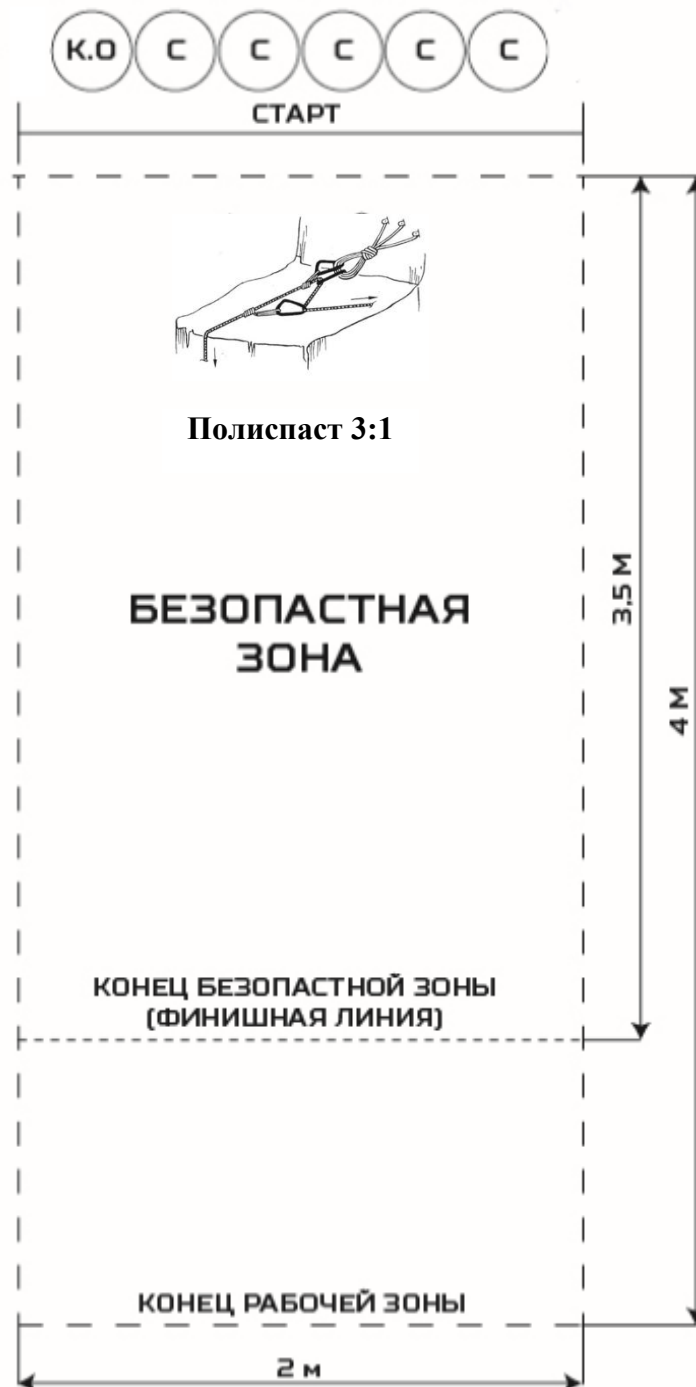 К.О С С С С С
СТАРТ
Полиспаст 3:1
БЕЗОПАСТНАЯ
ЗОНА
3,5 М
4 М
КОНЕЦ БЕЗОПАСТНОЙ ЗОНЫ
(ФИНИШНАЯ ЛИНИЯ)
КОНЕЦ РАБОЧЕЙ ЗОНЫ
2 м